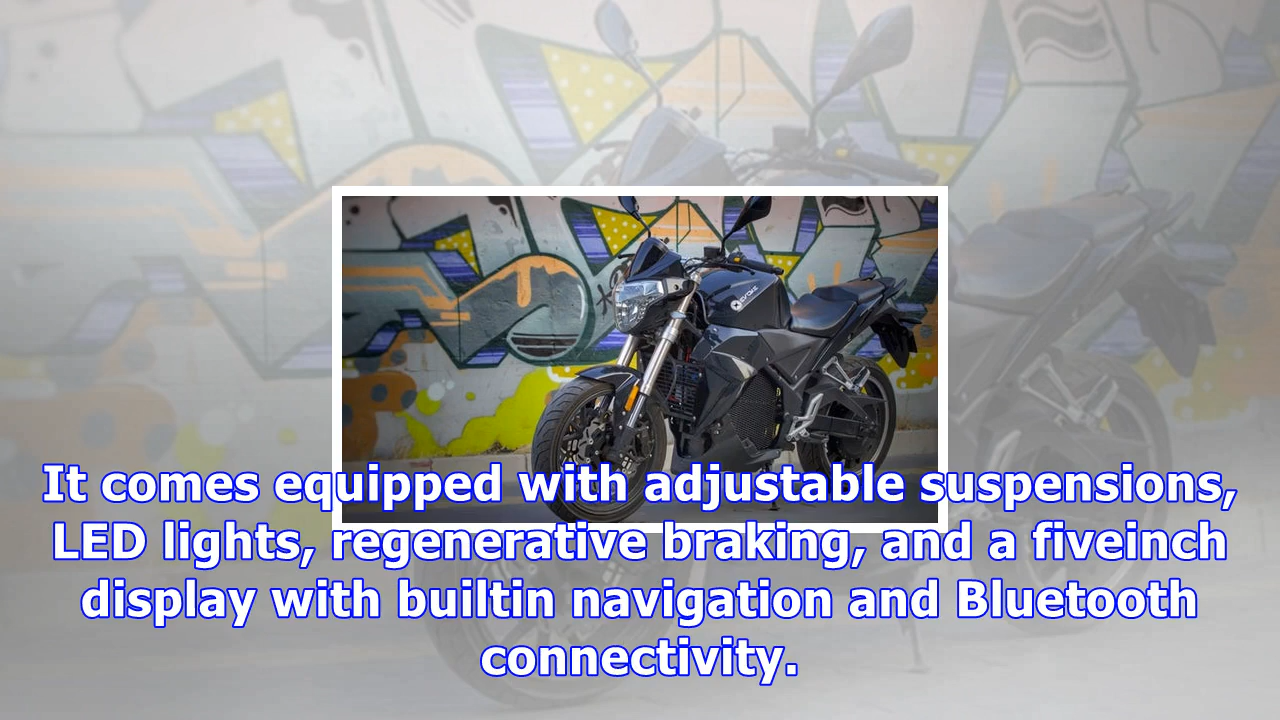 EVOKE
It comes equipped with adjustable suspensions,
LED lights, regenerative braking, and a fiveinch
display with builtin navigation and Bluetooth
connectivity.